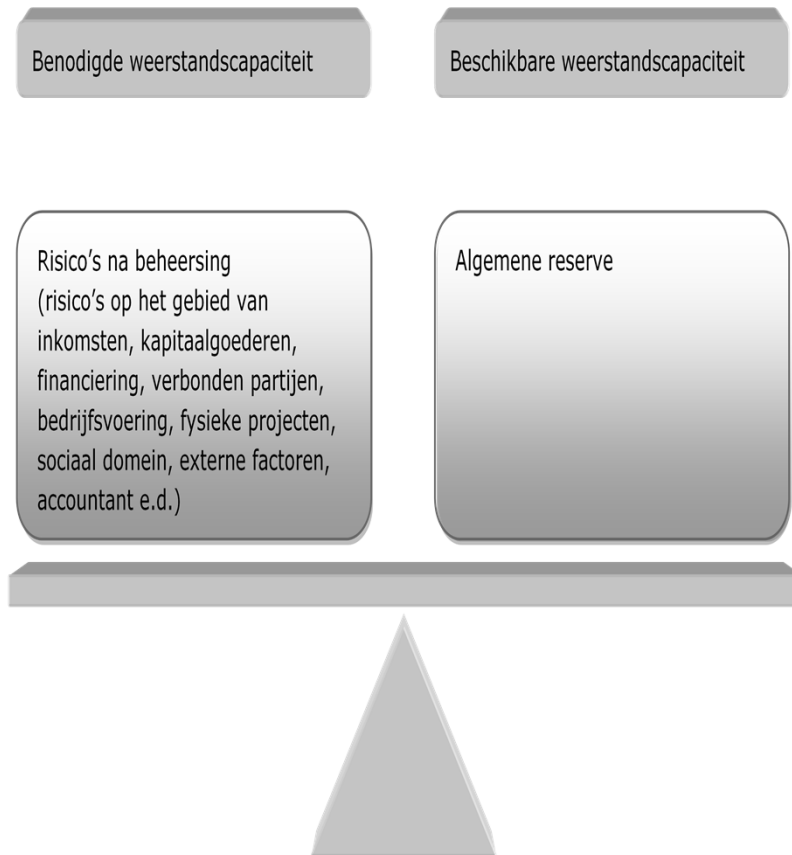 Benodigde weerstandscapaciteit
Beschikbare weerstandscapaciteit
Risico’s na beheersing
(risico’s op het gebied van
inkomsten, kapitaalgoederen,
financiering, verbonden partijen,
bedrijfsvoering, fysieke projecten,
sociaal domein, externe factoren,
accountant e.d.)
Algemene reserve